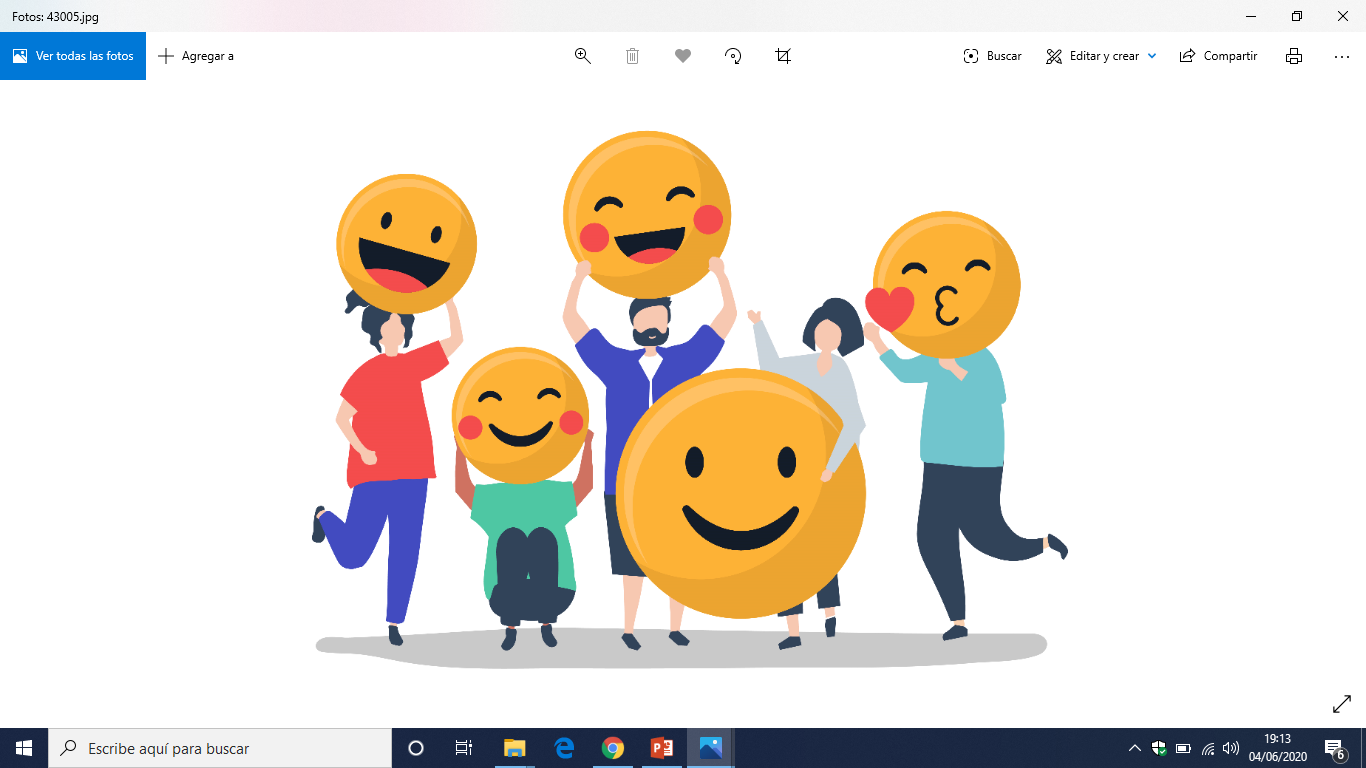 Fotos: 43005.jpg
Ver todas las fotos
Agregar a
Buscar
Editar y crear
Compartir
Escribe aquí para buscar
19:13
04/06/2020
6